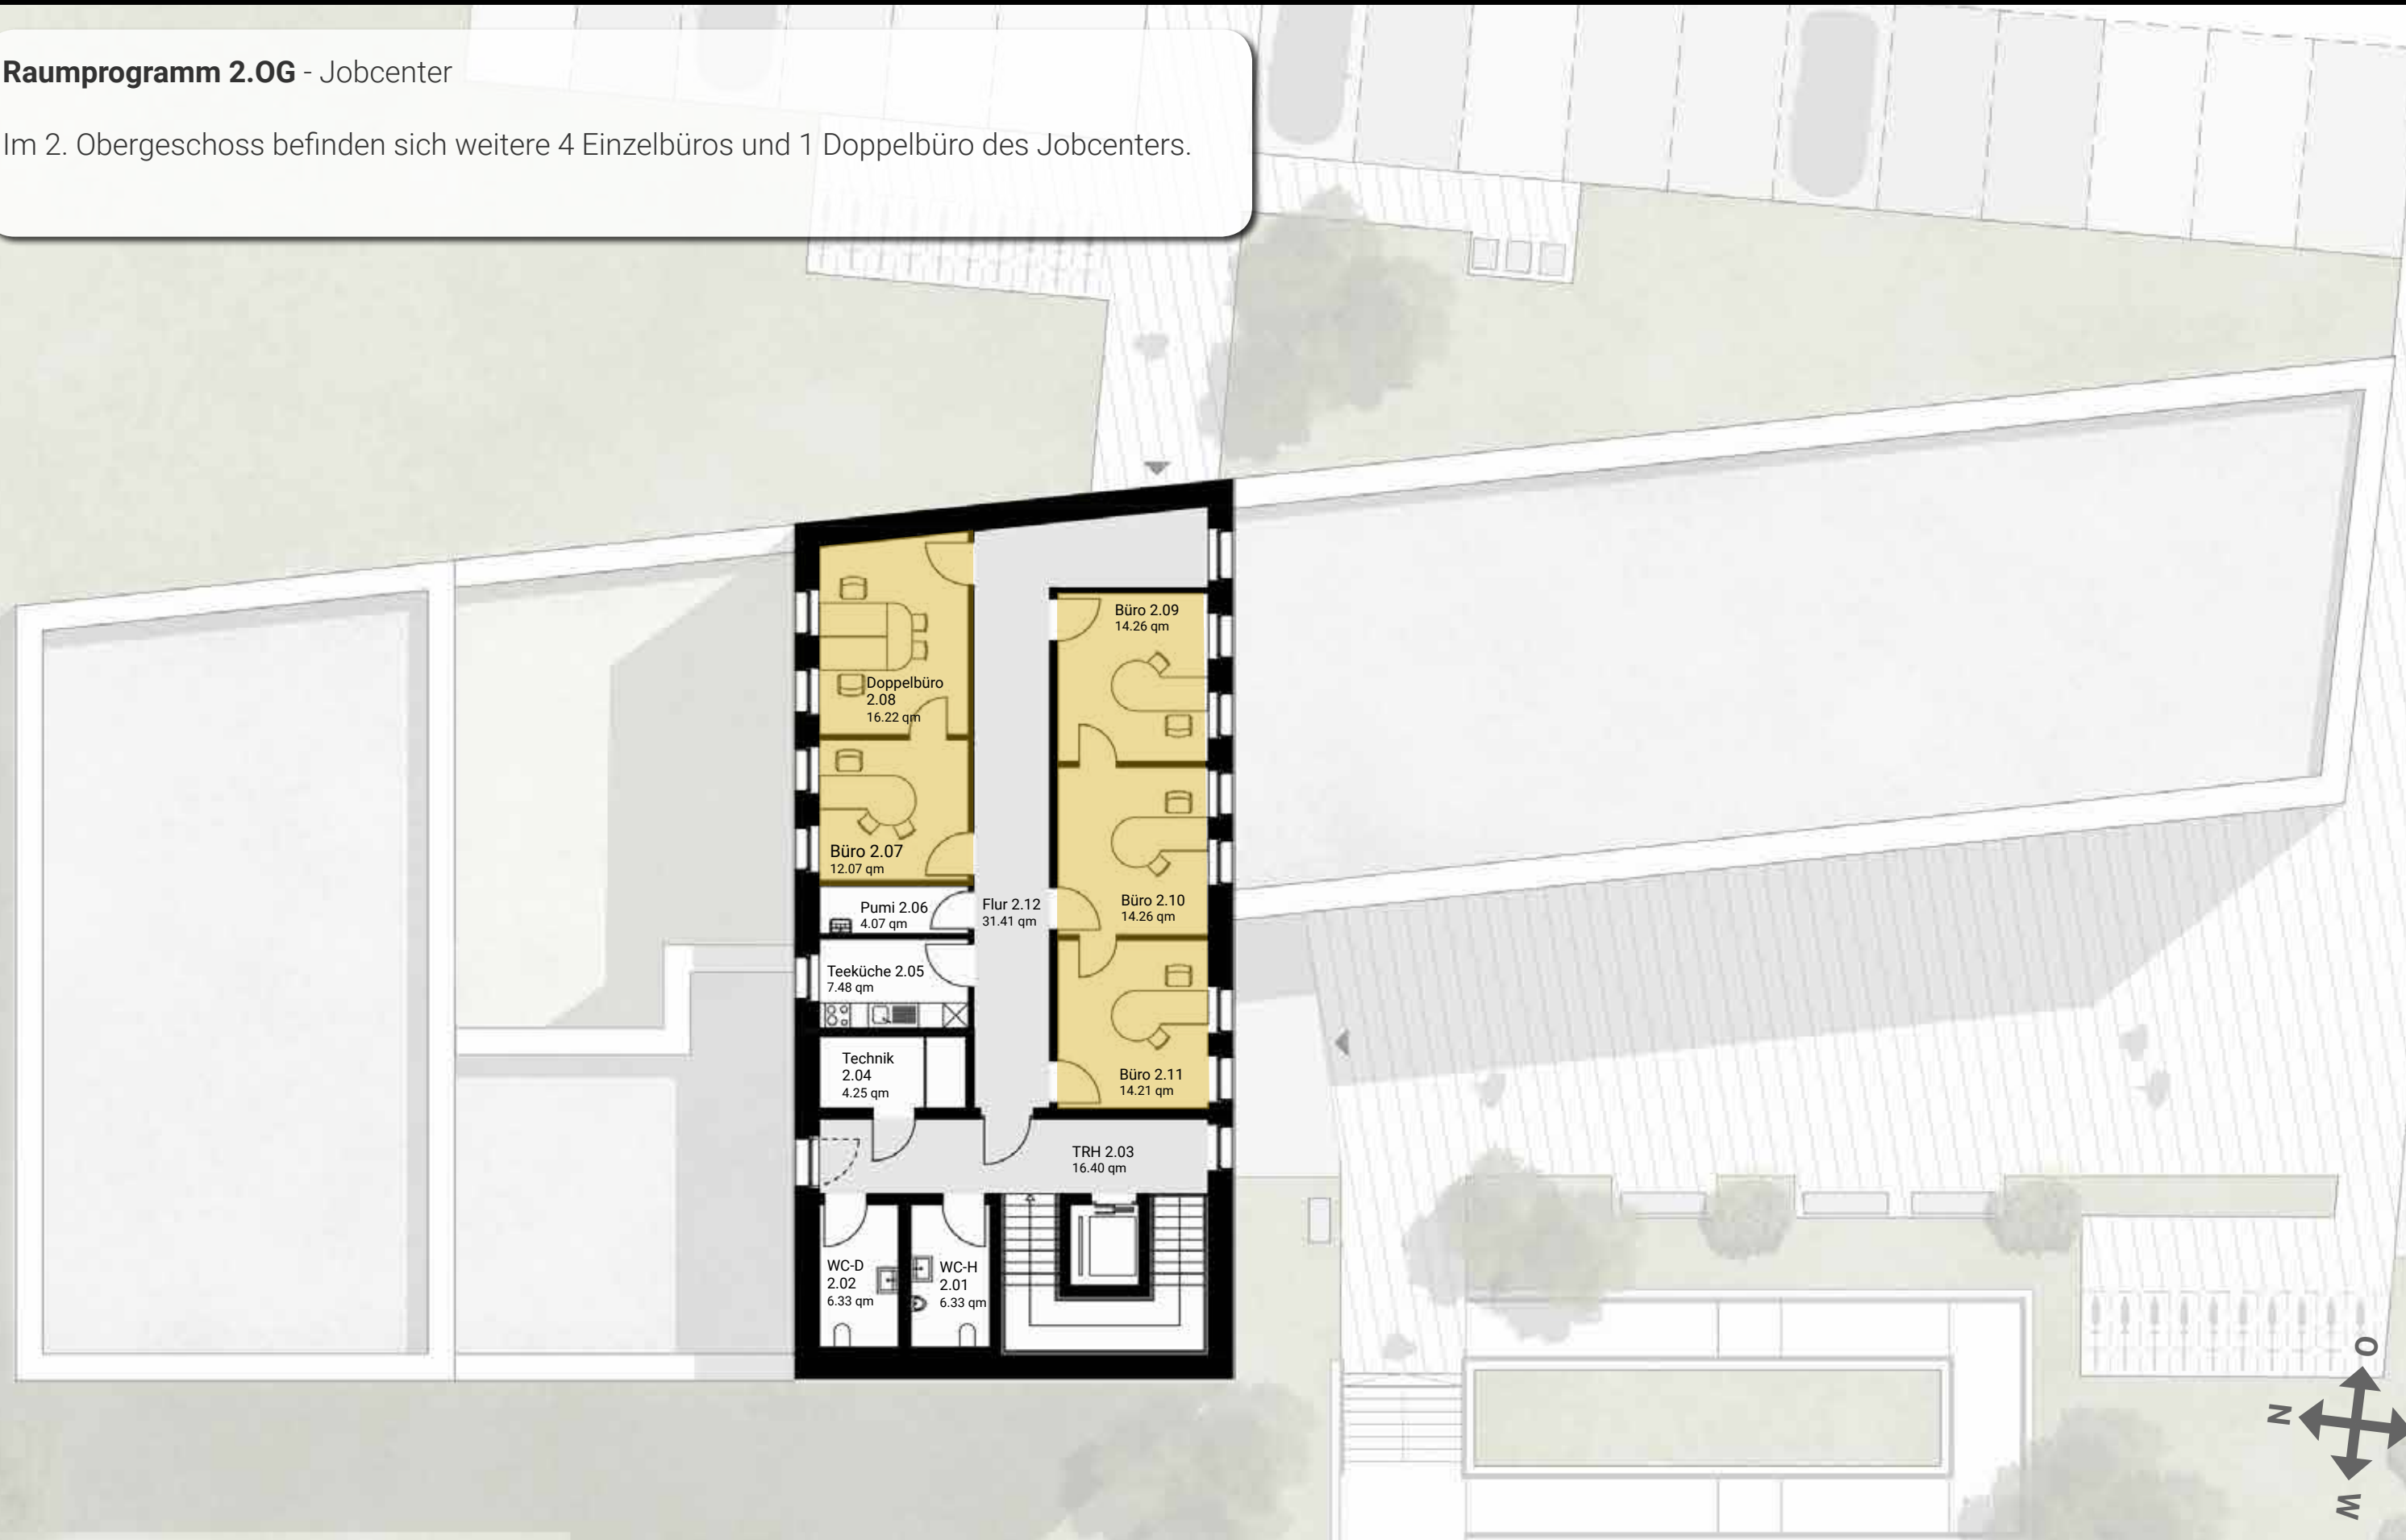 Raumprogramm 2.OG - Jobcenter
Im 2. Obergeschoss befinden sich weitere 4 Einzelbüros und 1 Doppelbüro des Jobcenters.
Büro 2.09
14.26 qm
Doppelbüro
2.08
16.22 qm
Büro 2.07
12.07 qm
Pumi 2.06
4.07 qm
Flur 2.12
31.41 qm
Büro 2.10
14.26 qm
Teeküche 2.05
7.48 qm
Technik
2.04
4.25 qm
Büro 2.11
14.21 qm
TRH 2.03
16.40 qm
WC-D
2.02
6.33 qm
WC-H
2.01
6.33 qm
O
N
W